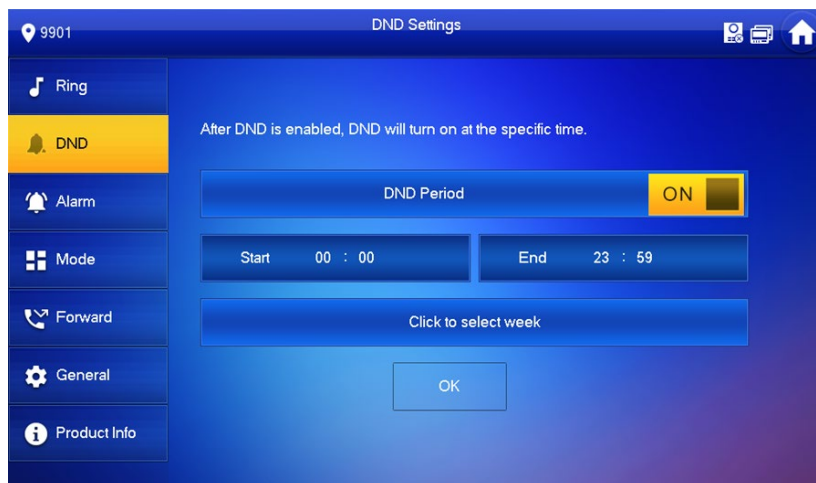 9901
DND Settings
Ring
DND
Alarm
Mode
Forward
General
Product Info
After DND is enabled, DND will turn on at the specific time.
DND Period ON
Start 00 : 00 End 23 : 59
Click to select week
OK